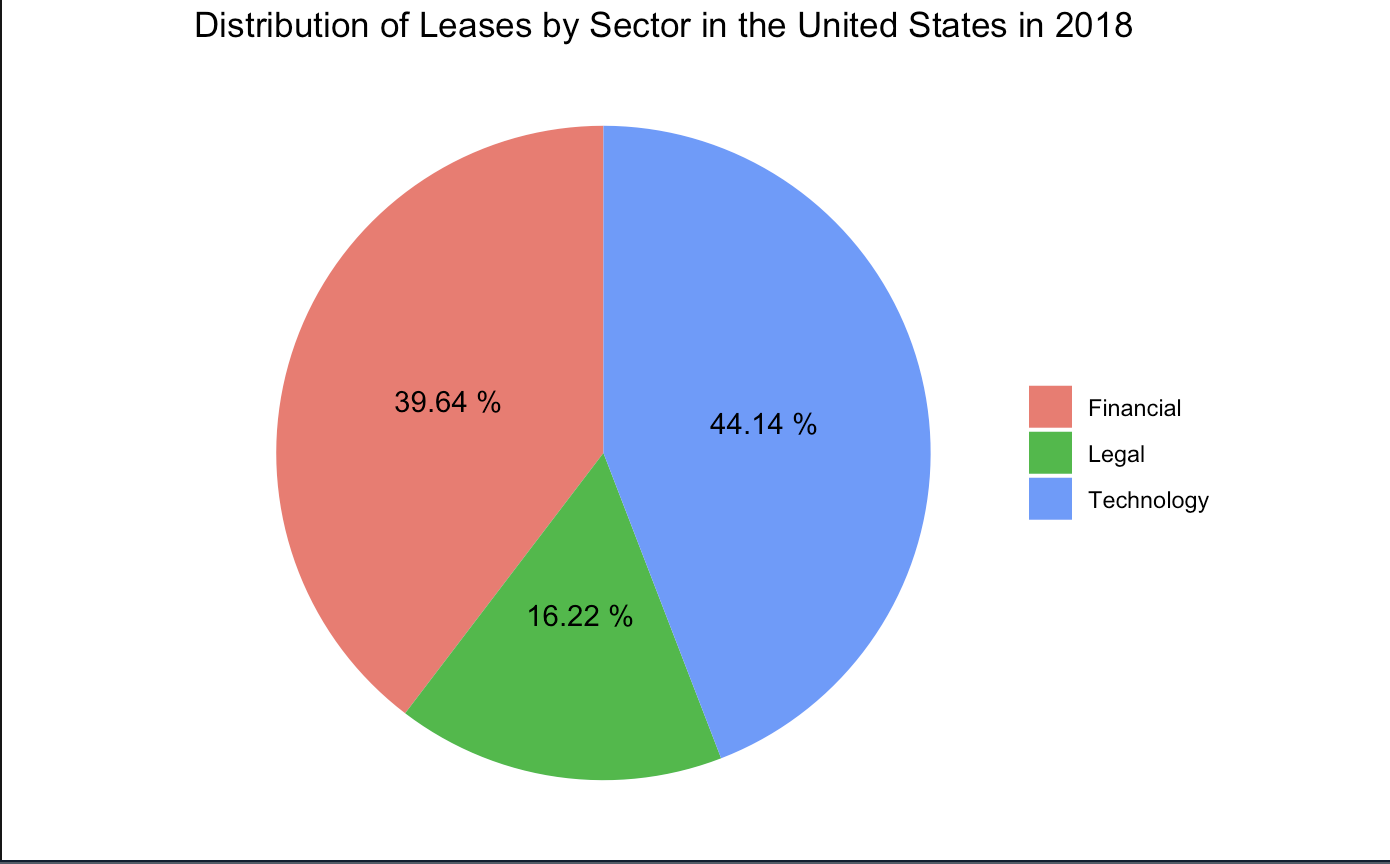 Distribution of Leases by Sector in the United States in 2018
39.64 %
44.14 %
16.22 %
Financial
Legal
Technology